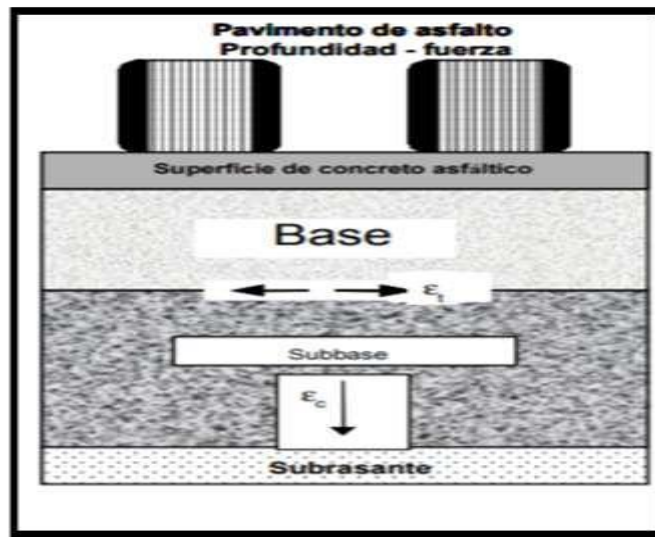 Pavimento de asfalto
Profundidad - fuerza
Superficie de concreto asfáltico
Base
εt
Subbase
εc
Subrasante